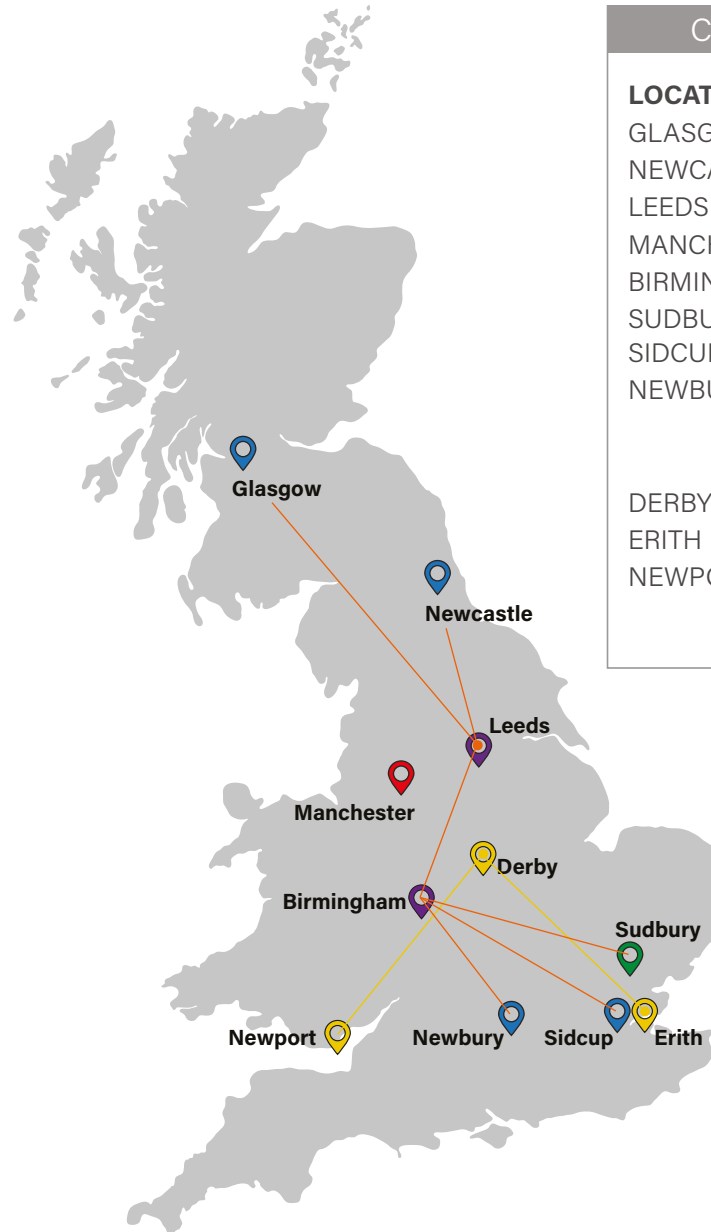 C
LOCAT
GLASG
NEWCA
LEEDS
MANCH
BIRMIN
SUDBU
SIDCUP
NEWBU
DERBY
ERITH
NEWPO
Glasgow
Newcastle
Leeds
Manchester
Derby
Birmingham
Sudbury
Newport
Newbury
Sidcup
Erith